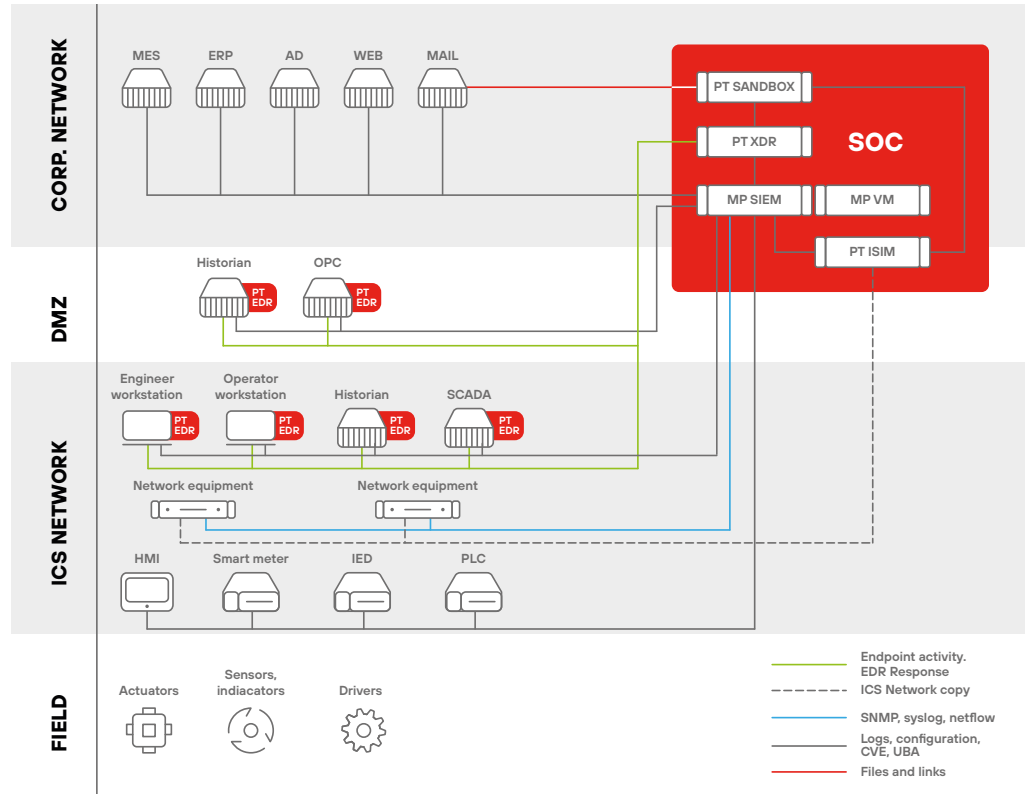 CORP. NETWORK
MES
ERP
AD
WEB
MAIL
PT SANDBOX
PT XDR
SOC
MP SIEM
MP VM
PT ISIM
DMZ
Historian
PT
EDR
OPC
PT
EDR
ICS NETWORK
Engineer
workstation
PT
EDR
Operator
workstation
PT
EDR
Historian
PT
EDR
SCADA
PT
EDR
Network equipment
Network equipment
HMI
Smart meter
IED
PLC
FIELD
Actuators
Sensors,
indiacators
Drivers
Endpoint activity.
EDR Response
ICS Network copy
SNMP, syslog, netflow
Logs, configuration,
CVE, UBA
Files and links